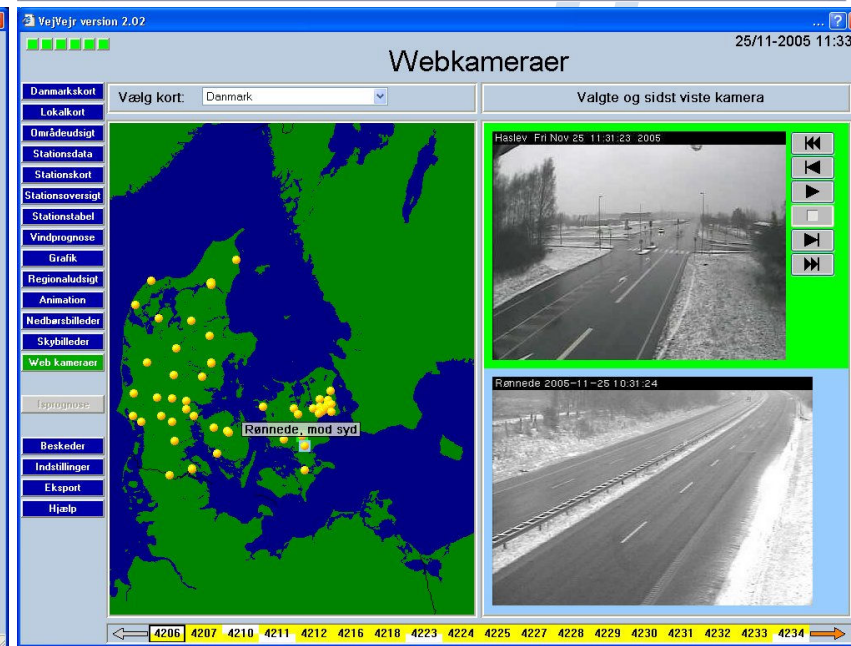 VejVejr version 2.02
...
?
25/11-2005 11:33
Webkameraer
Danmarkskort
Lokalkort
Områdeudsigt
Stationsdata
Stationskort
Stationsoversigt
Stationstabel
Vindprognose
Grafik
Regionaludsigt
Animation
Nedbørsbilleder
Skybilleder
Web kameraer
Isprognose
Beskeder
Indstillinger
Eksport
Hjælp
Vælg kort: Danmark
Valgte og sidst viste kamera
Rønnede, mod syd
Haslev Fri Nov 25 11:31:23 2005
Rønnede 2005-11-25 10:31:24
4206 4207 4210 4211 4212 4216 4218 4223 4224 4225 4227 4228 4229 4230 4231 4232 4233 4234